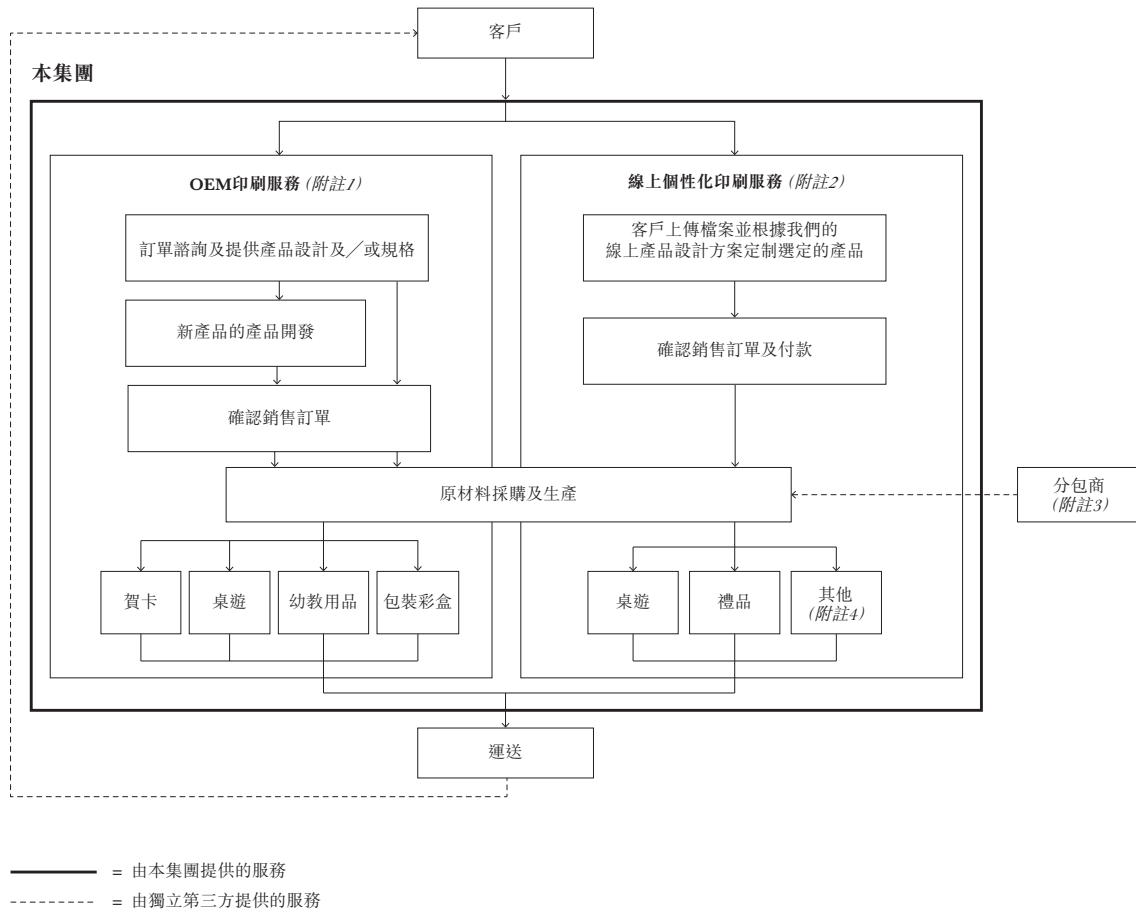 客戶
本集團
OEM印刷服務 (附註1)
訂單諮詢及提供產品設計及╱或規格
新產品的產品開發
確認銷售訂單
線上個性化印刷服務 (附註2)
客戶上傳檔案並根據我們的
線上產品設計方案定制選定的產品
確認銷售訂單及付款
原材料採購及生產
分包商
(附註3)
賀卡
桌遊
幼教用品
包裝彩盒
桌遊
禮品
其他
(附註4)
運送
= 由本集團提供的服務
= 由獨立第三方提供的服務